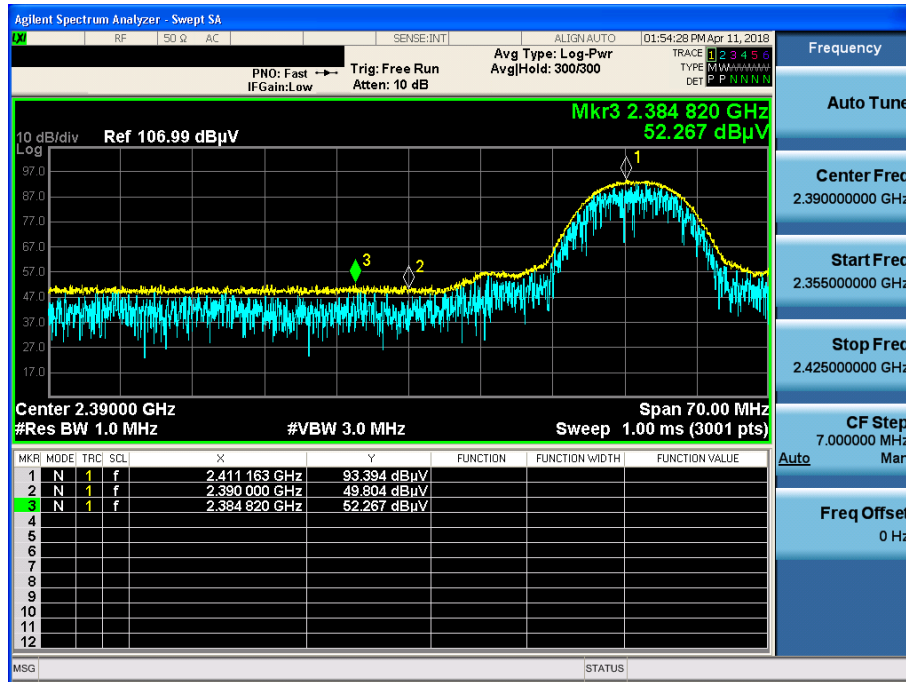 Agilent Spectrum Analyzer - Swept SA
LXI RF 50 Ω AC SENSE:INT ALIGN AUTO 01:54:28 PM Apr 11, 2018
Frequency
Avg Type: Log-Pwr TRACE 1 2 3 4 5 6
PNO: Fast Trig: Free Run Avg|Hold: 300/300 TYPE M W W W W W
IFGain:Low Atten: 10 dB DET P P N N N N
Auto Tune
Mkr3 2.384 820 GHz
52.267 dBµV
10 dB/div Ref 106.99 dBµV
Log
97.0
87.0
77.0
67.0
57.0
47.0
37.0
27.0
17.0
1
3
2
Center Freq
2.390000000 GHz
Start Freq
2.355000000 GHz
Stop Freq
2.425000000 GHz
Center 2.39000 GHz Span 70.00 MHz
#Res BW 1.0 MHz #VBW 3.0 MHz Sweep 1.00 ms (3001 pts)
CF Step
7.000000 MHz
Auto Man
MKR MODE TRC SCL X Y FUNCTION FUNCTION WIDTH FUNCTION VALUE
1 N 1 f 2.411 163 GHz 93.394 dBµV
2 N 1 f 2.390 000 GHz 49.804 dBµV
3 N 1 f 2.384 820 GHz 52.267 dBµV
4
5
6
7
8
9
10
11
12
Freq Offset
0 Hz
MSG STATUS